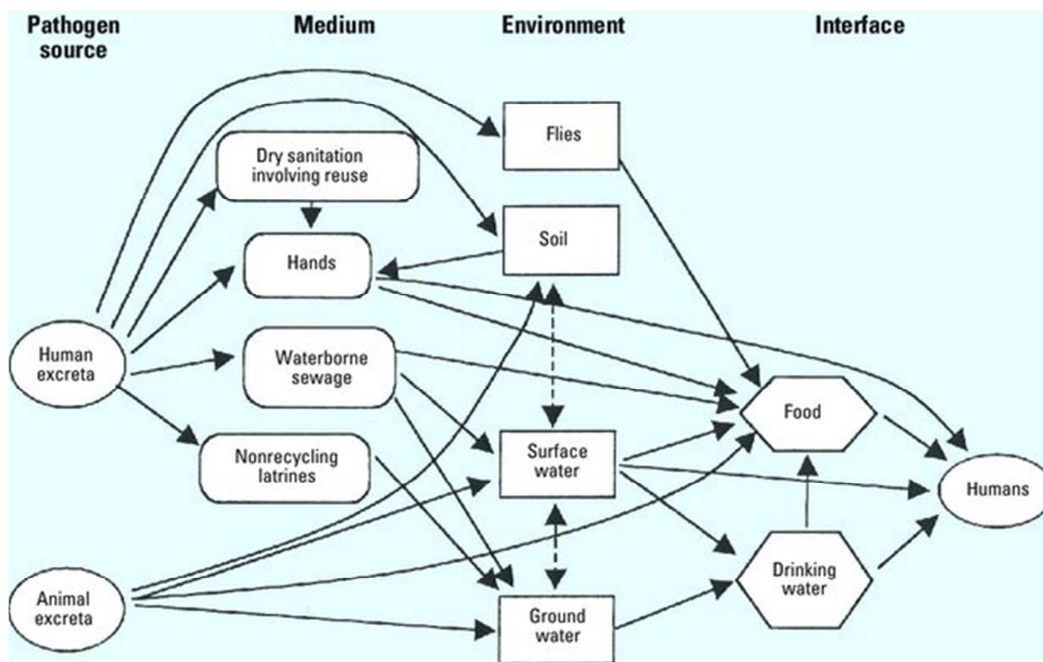 Pathogen
source
Medium
Environment
Interface
Flies
Dry sanitation
involving reuse
Soil
Hands
Human
excreta
Waterborne
sewage
Food
Nonrecycling
latrines
Surface
water
Humans
Animal
excreta
Drinking
water
Ground
water